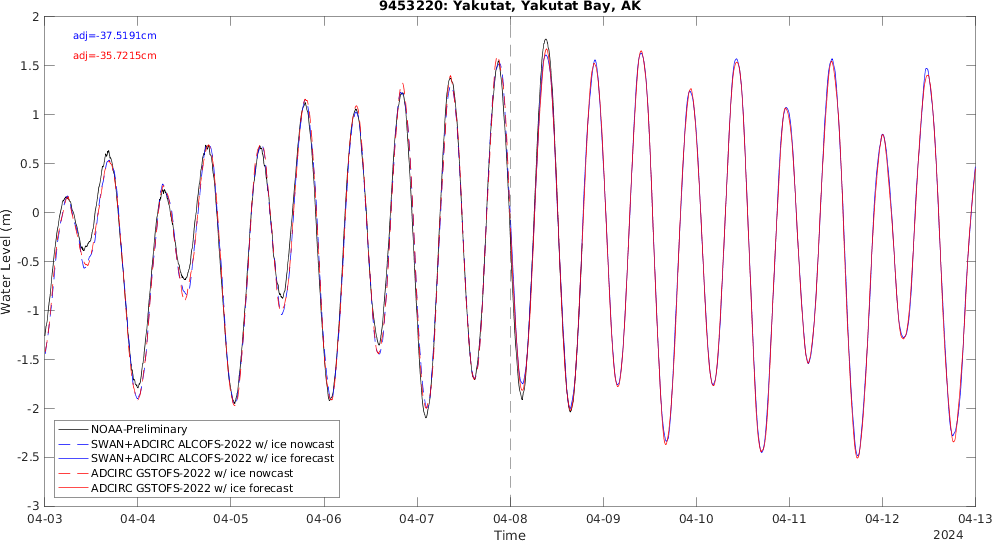 9453220: Yakutat, Yakutat Bay, AK
adj=-37.5191cm
adj=-35.7215cm
Water Level (m)
2
1.5
1
0.5
0
-0.5
-1
-1.5
-2
-2.5
-3
NOAA-Preliminary
SWAN+ADCIRC ALCOFS-2022 w/ ice nowcast
SWAN+ADCIRC ALCOFS-2022 w/ ice forecast
ADCIRC GSTOFS-2022 w/ ice nowcast
ADCIRC GSTOFS-2022 w/ ice forecast
04-03 04-04 04-05 04-06 04-07 04-08 04-09 04-10 04-11 04-12 04-13
Time
2024